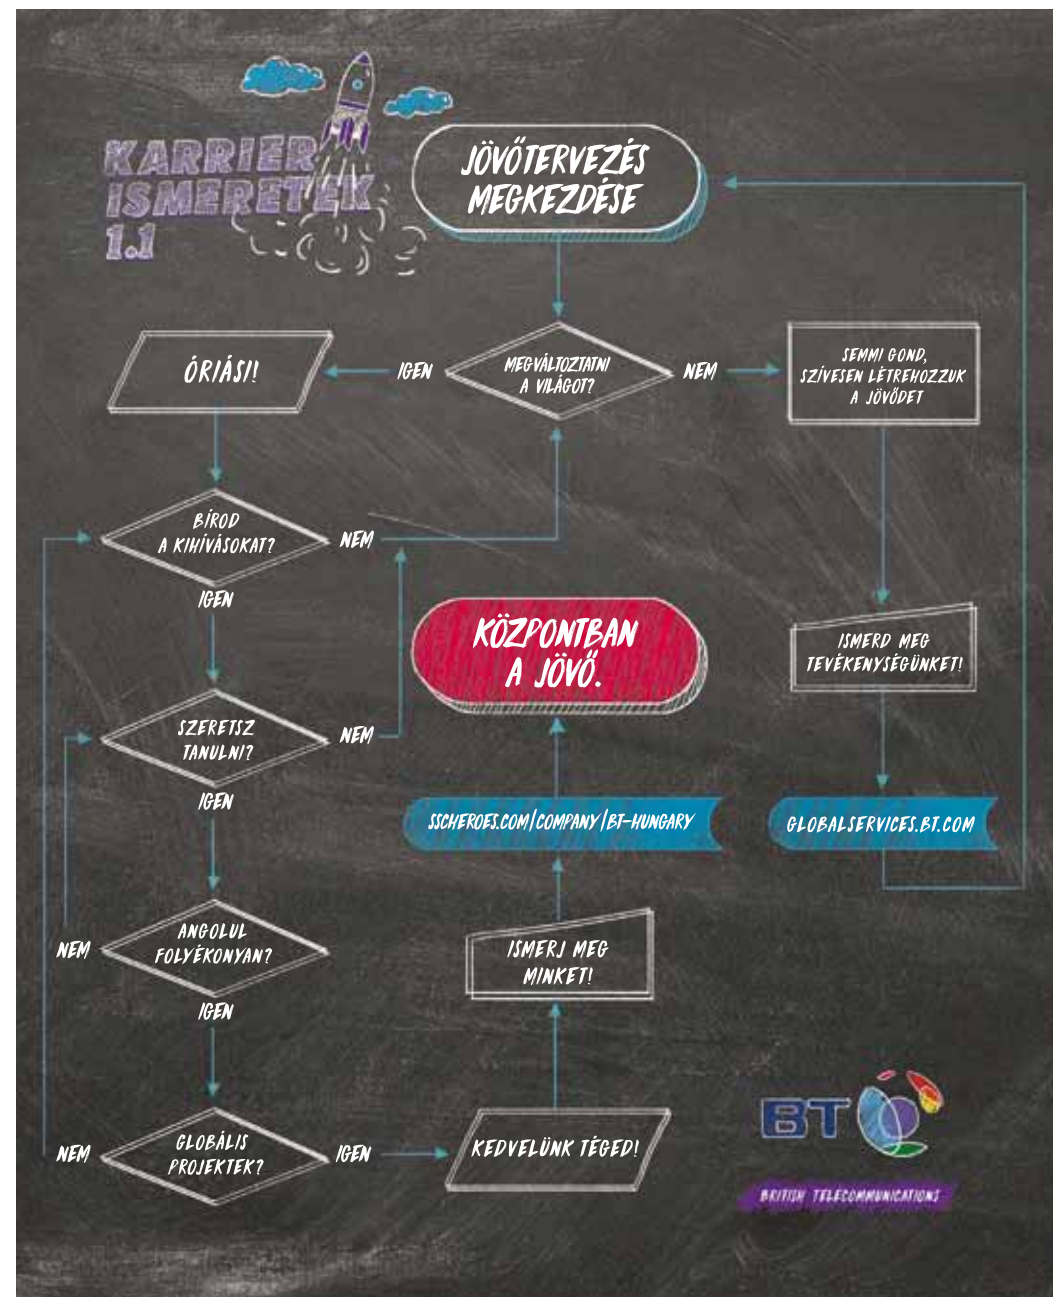 KARRIER
ISMERETEK
1.1
JÖVŐTERVEZÉS
MEGKEZDÉSE
ÓRIÁSI!
IGEN
MEGVÁLTOZTATNI
A VILÁGOT?
NEM
SEMMI GOND,
SZÍVESEN LÉTREHOZZUK
A JÖVŐDET
BÍROD
A KIHÍVÁSOKAT?
NEM
IGEN
KÖZPONTBAN
A JÖVŐ.
ISMERD MEG
TEVÉKENYSÉGÜNKET!
SZERETSZ
TANULNI?
NEM
IGEN
SSCHEROES.COM/COMPANY/BT-HUNGARY
GLOBALSERVICES.BT.COM
ANGOLUL
FOLYÉKONYAN?
NEM
IGEN
ISMERJ MEG
MINKET!
GLOBÁLIS
PROJEKTEK?
NEM
IGEN
KEDVELÜNK TÉGED!
BT
BRITISH TELECOMMUNICATIONS